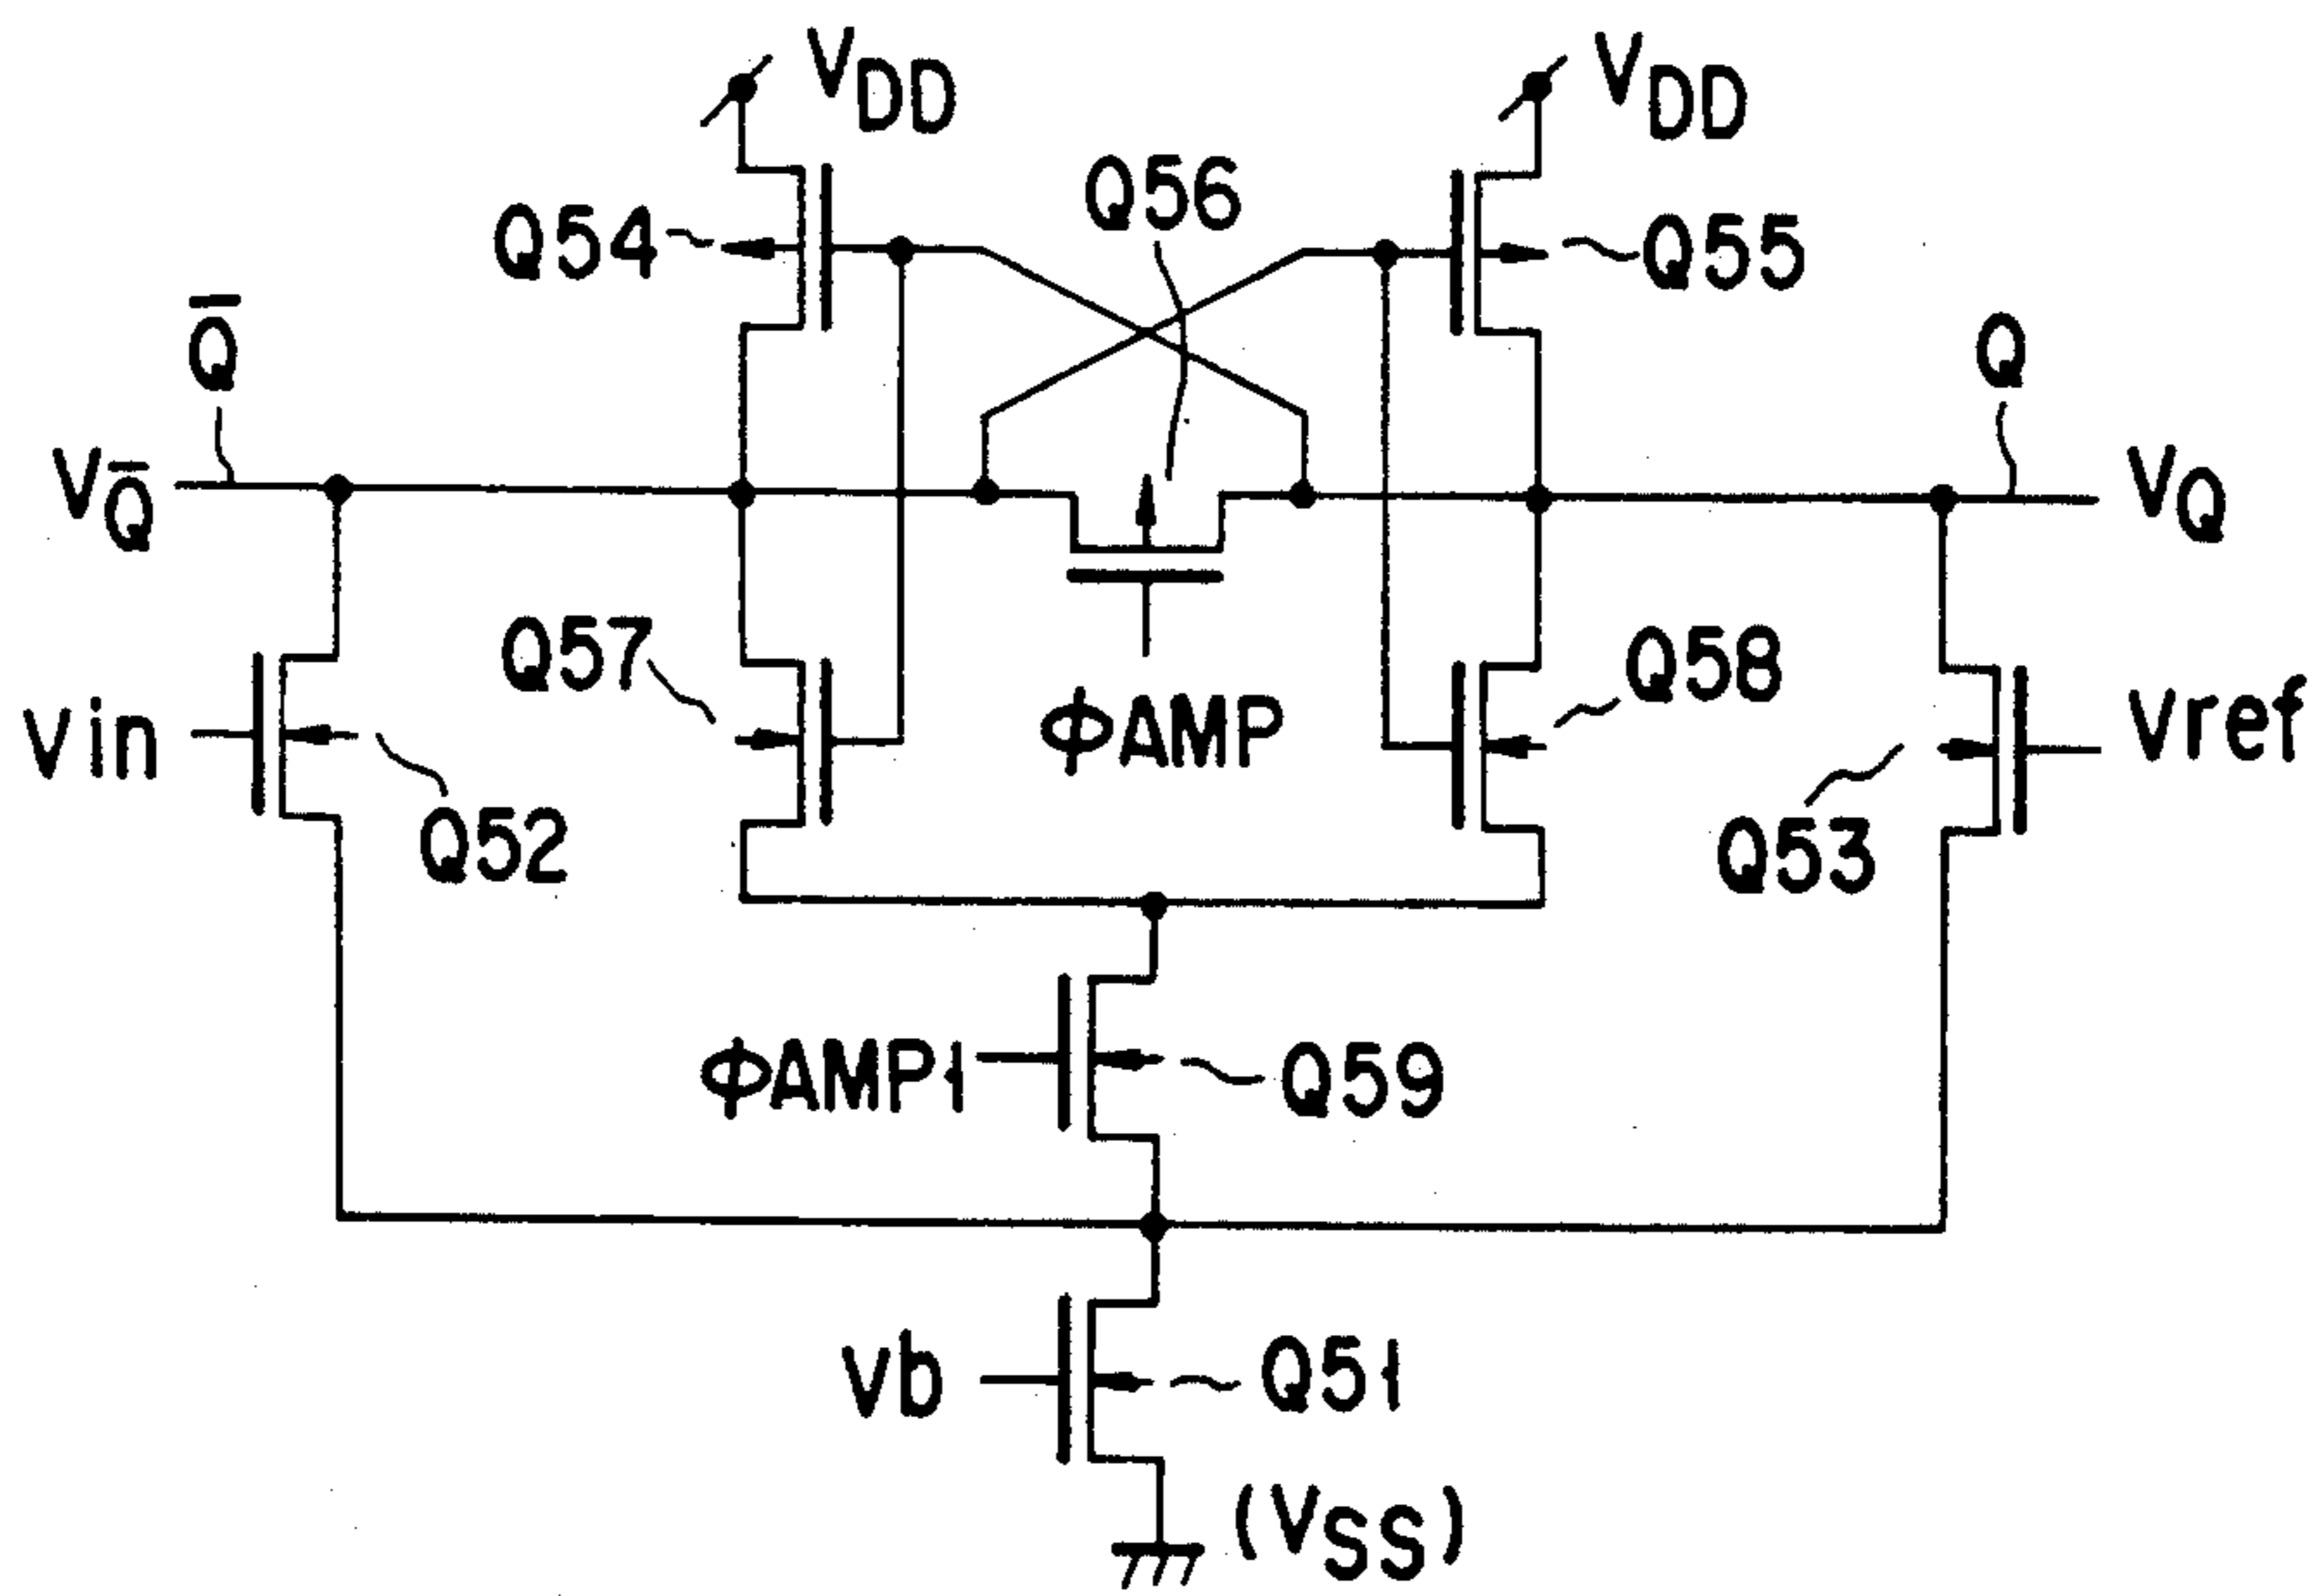 VDD
VDD
Q56
Q54
Q55
Q̅
Q
VQ̅
VQ
Q57
Q58
vin
ΦAMP
vref
Q52
Q53
ΦAMP1
Q59
vb
Q51
(VSS)